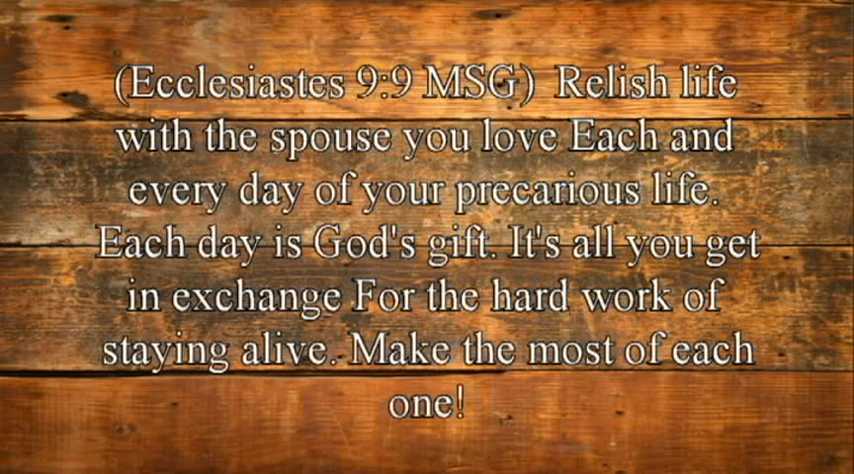 (Ecclesiastes 9:9 MSG)  Relish life
with the spouse you love Each and
every day of your precarious life.
Each day is God's gift. It's all you get
in exchange For the hard work of
staying alive. Make the most of each
one!